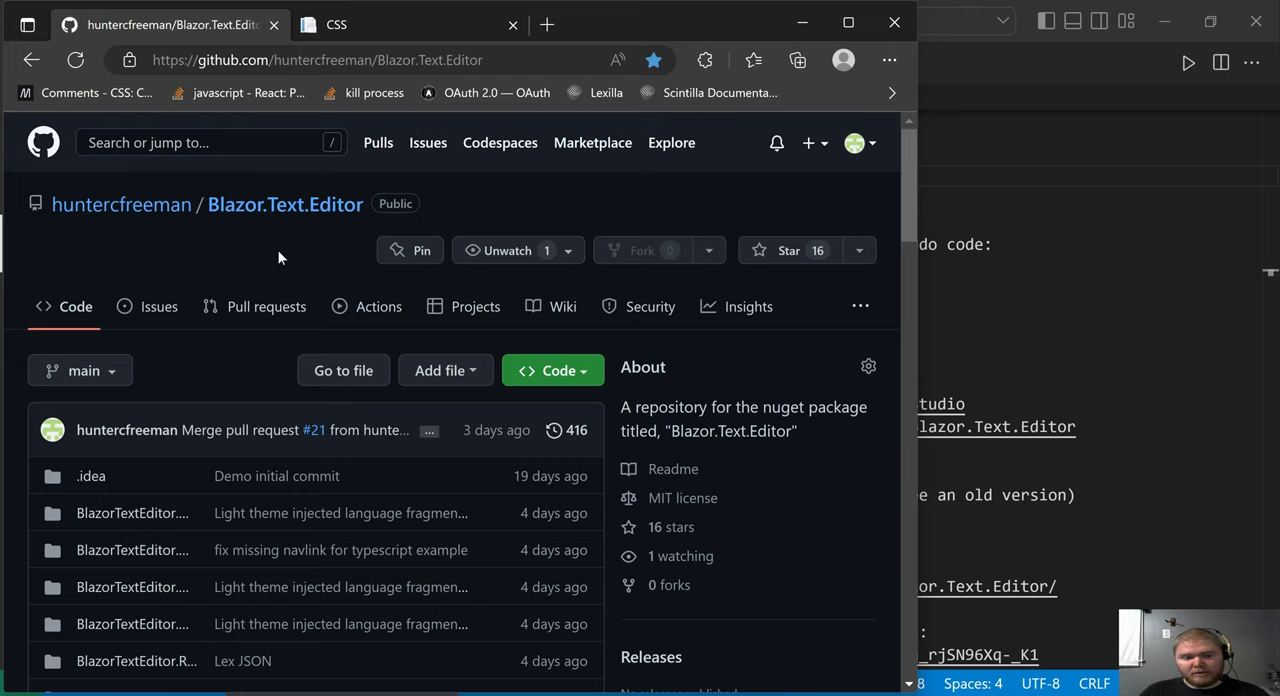 huntercfreeman/Blazor.Text.Edito
CSS
https://github.com/huntercfreeman/Blazor.Text.Editor
Comments - CSS: C...
javascript - React: P...
kill process
OAuth 2.0 — OAuth
Lexilla
Scintilla Documenta...
Search or jump to...
/
Pulls
Issues
Codespaces
Marketplace
Explore
huntercfreeman / Blazor.Text.Editor
Public
Pin
Unwatch 1
Fork 0
Star 16
Code
Issues
Pull requests
Actions
Projects
Wiki
Security
Insights
main
Go to file
Add file
Code
huntercfreeman Merge pull request #21 from hunte... ... 3 days ago 416
.idea Demo initial commit 19 days ago
BlazorTextEditor.... Light theme injected language fragmen... 4 days ago
BlazorTextEditor.... fix missing navlink for typescript example 4 days ago
BlazorTextEditor.... Light theme injected language fragmen... 4 days ago
BlazorTextEditor.... Light theme injected language fragmen... 4 days ago
BlazorTextEditor.R... Lex JSON 4 days ago
About
A repository for the nuget package
titled, "Blazor.Text.Editor"
Readme
MIT license
16 stars
1 watching
0 forks
Releases
do code:
tudio
lazor.Text.Editor
e an old version)
or.Text.Editor/
:
_rjSN96Xq-_K1
8 Spaces: 4 UTF-8 CRLF